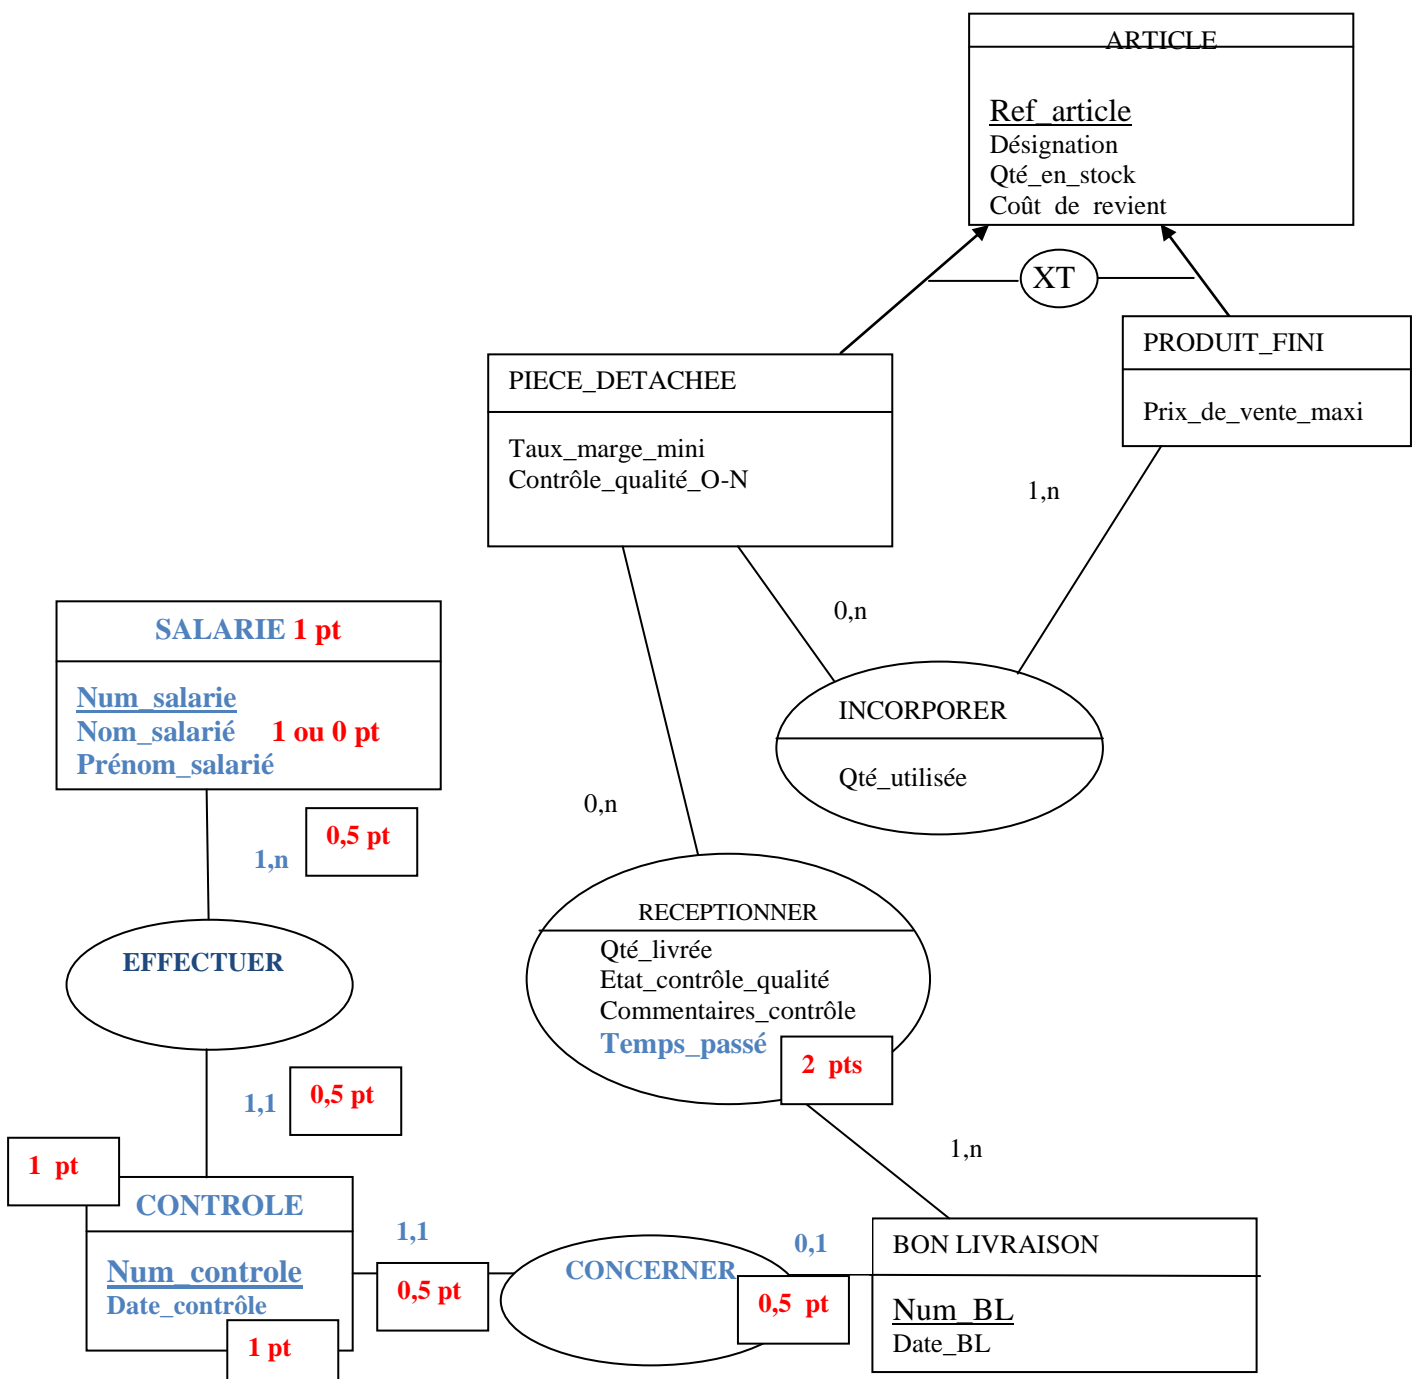 ARTICLE
Ref_article
Désignation
Qté_en_stock
Coût de revient
XT
PRODUIT_FINI
Prix_de_vente_maxi
PIECE_DETACHEE
Taux_marge_mini
Contrôle_qualité_O-N
1,n
0,n
SALARIE 1 pt
Num_salarie
Nom_salarié 1 ou 0 pt
Prénom_salarié
INCORPORER
Qté_utilisée
0,n
0,5 pt
1,n
RECEPTIONNER
Qté_livrée
Etat_contrôle_qualité
Commentaires_contrôle
Temps_passé
2 pts
EFFECTUER
1,1
0,5 pt
1,n
1 pt
CONTROLE
Num_controle
Date_contrôle
1 pt
1,1
0,5 pt
CONCERNER
0,1
0,5 pt
BON LIVRAISON
Num_BL
Date_BL